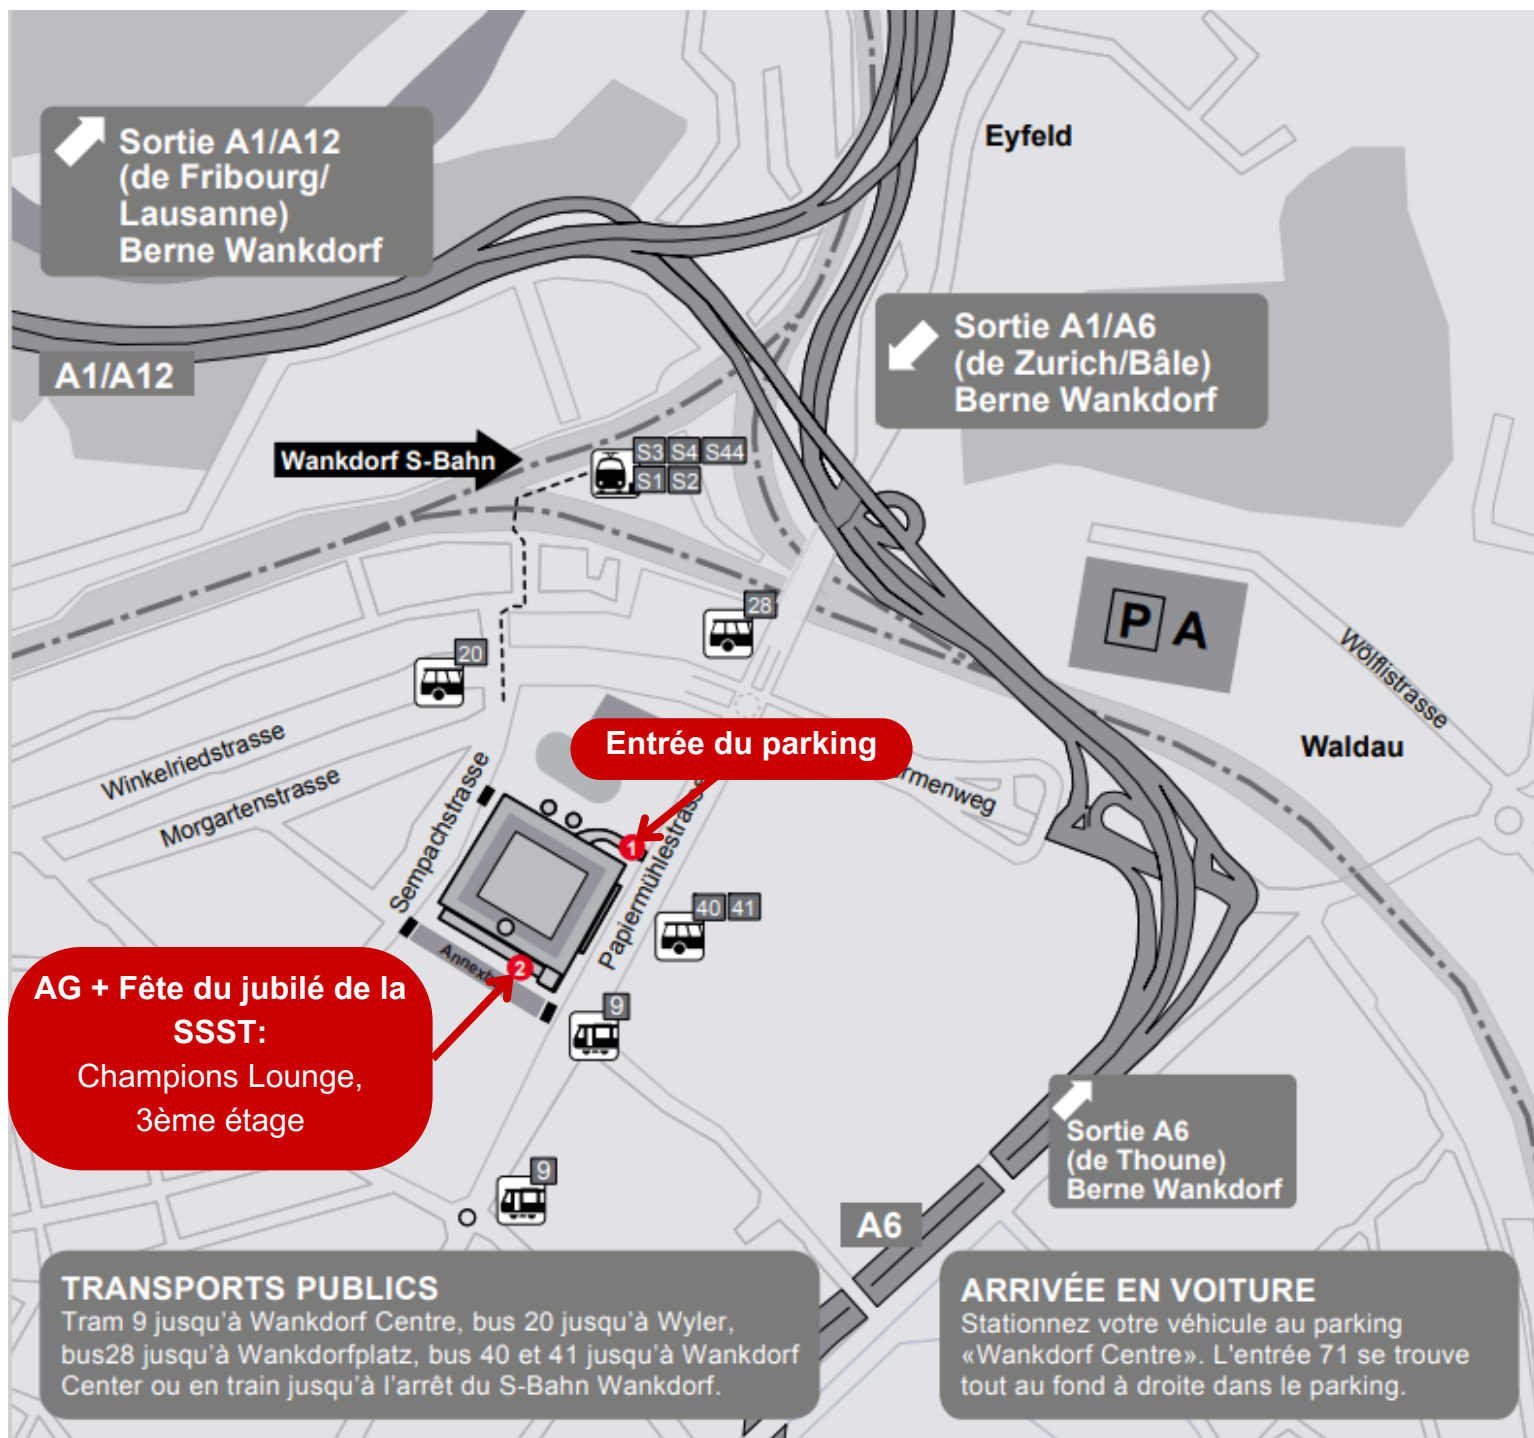 Sortie A1/A12
(de Fribourg/
Lausanne)
Berne Wankdorf
Eyfeld
Sortie A1/A6
(de Zurich/Bâle)
Berne Wankdorf
A1/A12
Wankdorf S-Bahn
S3 S4 S44
S1 S2
28
20
P A
Wölflistrasse
Waldau
Winkelriedstrasse
Morgartenstrasse
Sempachstrasse
Entrée du parking
Papiermühlestrasse
1
40 41
2
9
AG + Fête du jubilé de la
SSST:
Champions Lounge,
3ème étage
9
Sortie A6
(de Thoune)
Berne Wankdorf
A6
TRANSPORTS PUBLICS
Tram 9 jusqu'à Wankdorf Centre, bus 20 jusqu'à Wyler,
bus28 jusqu'à Wankdorfplatz, bus 40 et 41 jusqu'à Wankdorf
Center ou en train jusqu'à l'arrêt du S-Bahn Wankdorf.
ARRIVÉE EN VOITURE
Stationnez votre véhicule au parking
«Wankdorf Centre». L'entrée 71 se trouve
tout au fond à droite dans le parking.